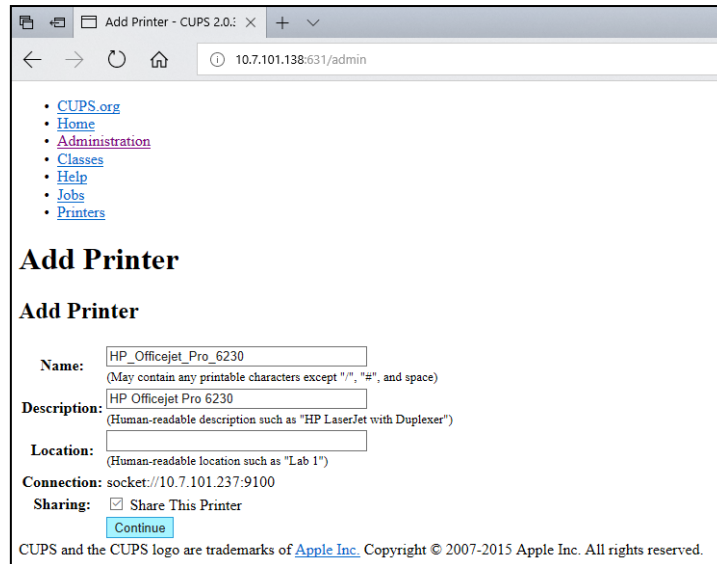 Add Printer - CUPS 2.0.:
10.7.101.138:631/admin
CUPS.org
Home
Administration
Classes
Help
Jobs
Printers
Add Printer
Add Printer
Name: HP_Officejet_Pro_6230
(May contain any printable characters except "/", "#", and space)
Description: HP Officejet Pro 6230
(Human-readable description such as "HP LaserJet with Duplexer")
Location:
(Human-readable location such as "Lab 1")
Connection: socket://10.7.101.237:9100
Sharing: Share This Printer
Continue
CUPS and the CUPS logo are trademarks of Apple Inc. Copyright © 2007-2015 Apple Inc. All rights reserved.